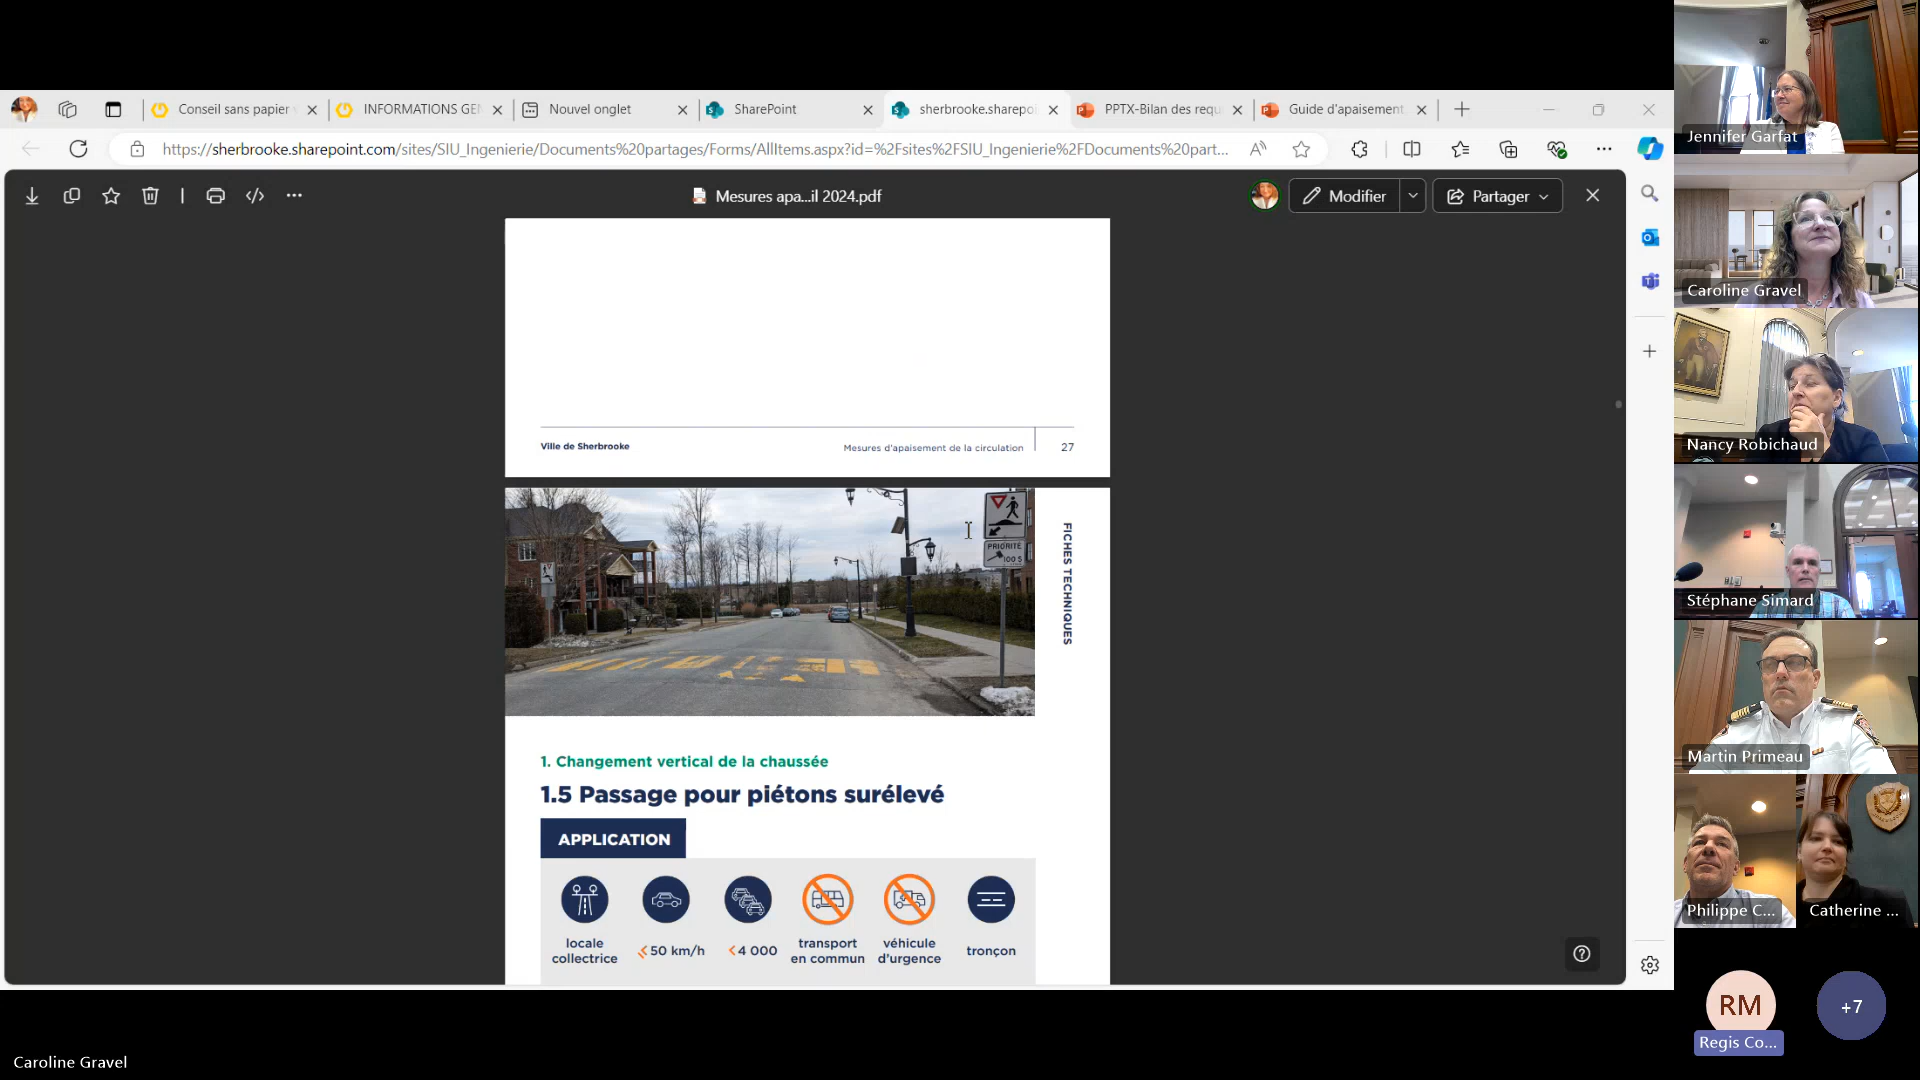 Conseil sans papier
INFORMATIONS GE
Nouvel onglet
SharePoint
sherbrooke.sharepoi
PPTX-Bilan des requ
Guide d'apaisement
https://sherbrooke.sharepoint.com/sites/SIU_Ingenierie/Documents%20partages/Forms/AllItems.aspx?id=%2Fsites%2FSIU_Ingenierie%2FDocuments%20part...
Mesures apa...il 2024.pdf
Modifier
Partager
Ville de Sherbrooke
Mesures d'apaisement de la circulation
27
PRIORITÉ
100 $
FICHES TECHNIQUES
1. Changement vertical de la chaussée
1.5 Passage pour piétons surélevé
APPLICATION
locale
collectrice
≤ 50 km/h
< 4 000
transport
en commun
véhicule
d'urgence
tronçon
Jennifer Garfat
Caroline Gravel
Nancy Robichaud
Stéphane Simard
Martin Primeau
Philippe C...
Catherine ...
RM
Regis Co...
+7
Caroline Gravel